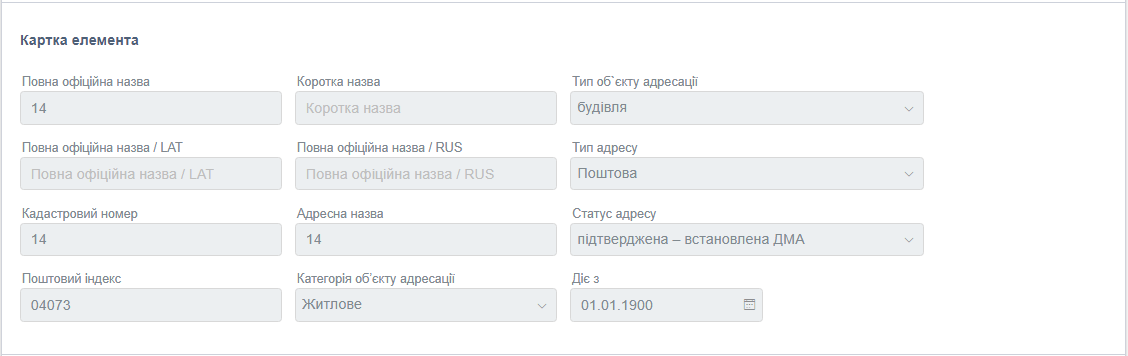 Картка елемента
Повна офіційна назва Коротка назва Тип об`єкту адресації
14 Коротка назва будівля
Повна офіційна назва / LAT Повна офіційна назва / RUS Тип адресу
Повна офіційна назва / LAT Повна офіційна назва / RUS Поштова
Кадастровий номер Адресна назва Статус адресу
14 14 підтверджена – встановлена ДМА
Поштовий індекс Категорія об'єкту адресації Діє з
04073 Житлове 01.01.1900